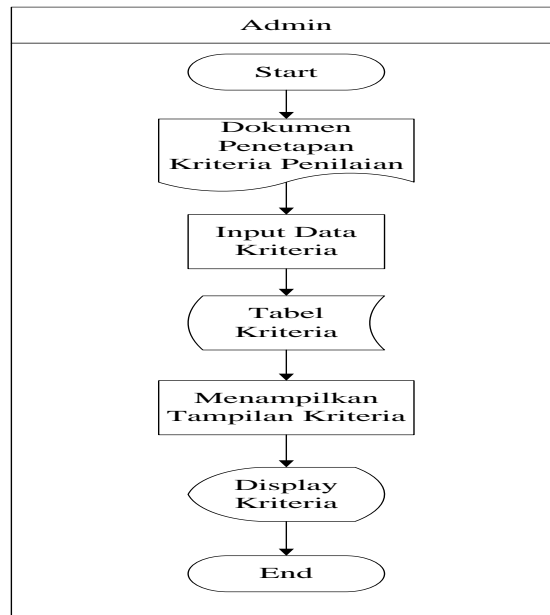 Admin
Start
Dokumen
Penetapan
Kriteria Penilaian
Input Data
Kriteria
Tabel
Kriteria
Menampilkan
Tampilan Kriteria
Display
Kriteria
End